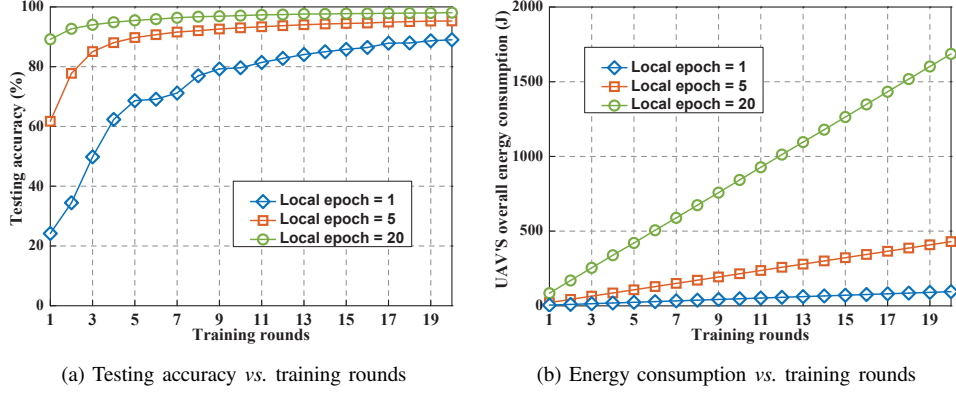 100
80
60
40
20
0
Testing accuracy (%)
Local epoch = 1
Local epoch = 5
Local epoch = 20
1 3 5 7 9 11 13 15 17 19
Training rounds
(a) Testing accuracy vs. training rounds
2000
1500
1000
500
0
UAV'S overall energy consumption (J)
Local epoch = 1
Local epoch = 5
Local epoch = 20
1 3 5 7 9 11 13 15 17 19
Training rounds
(b) Energy consumption vs. training rounds